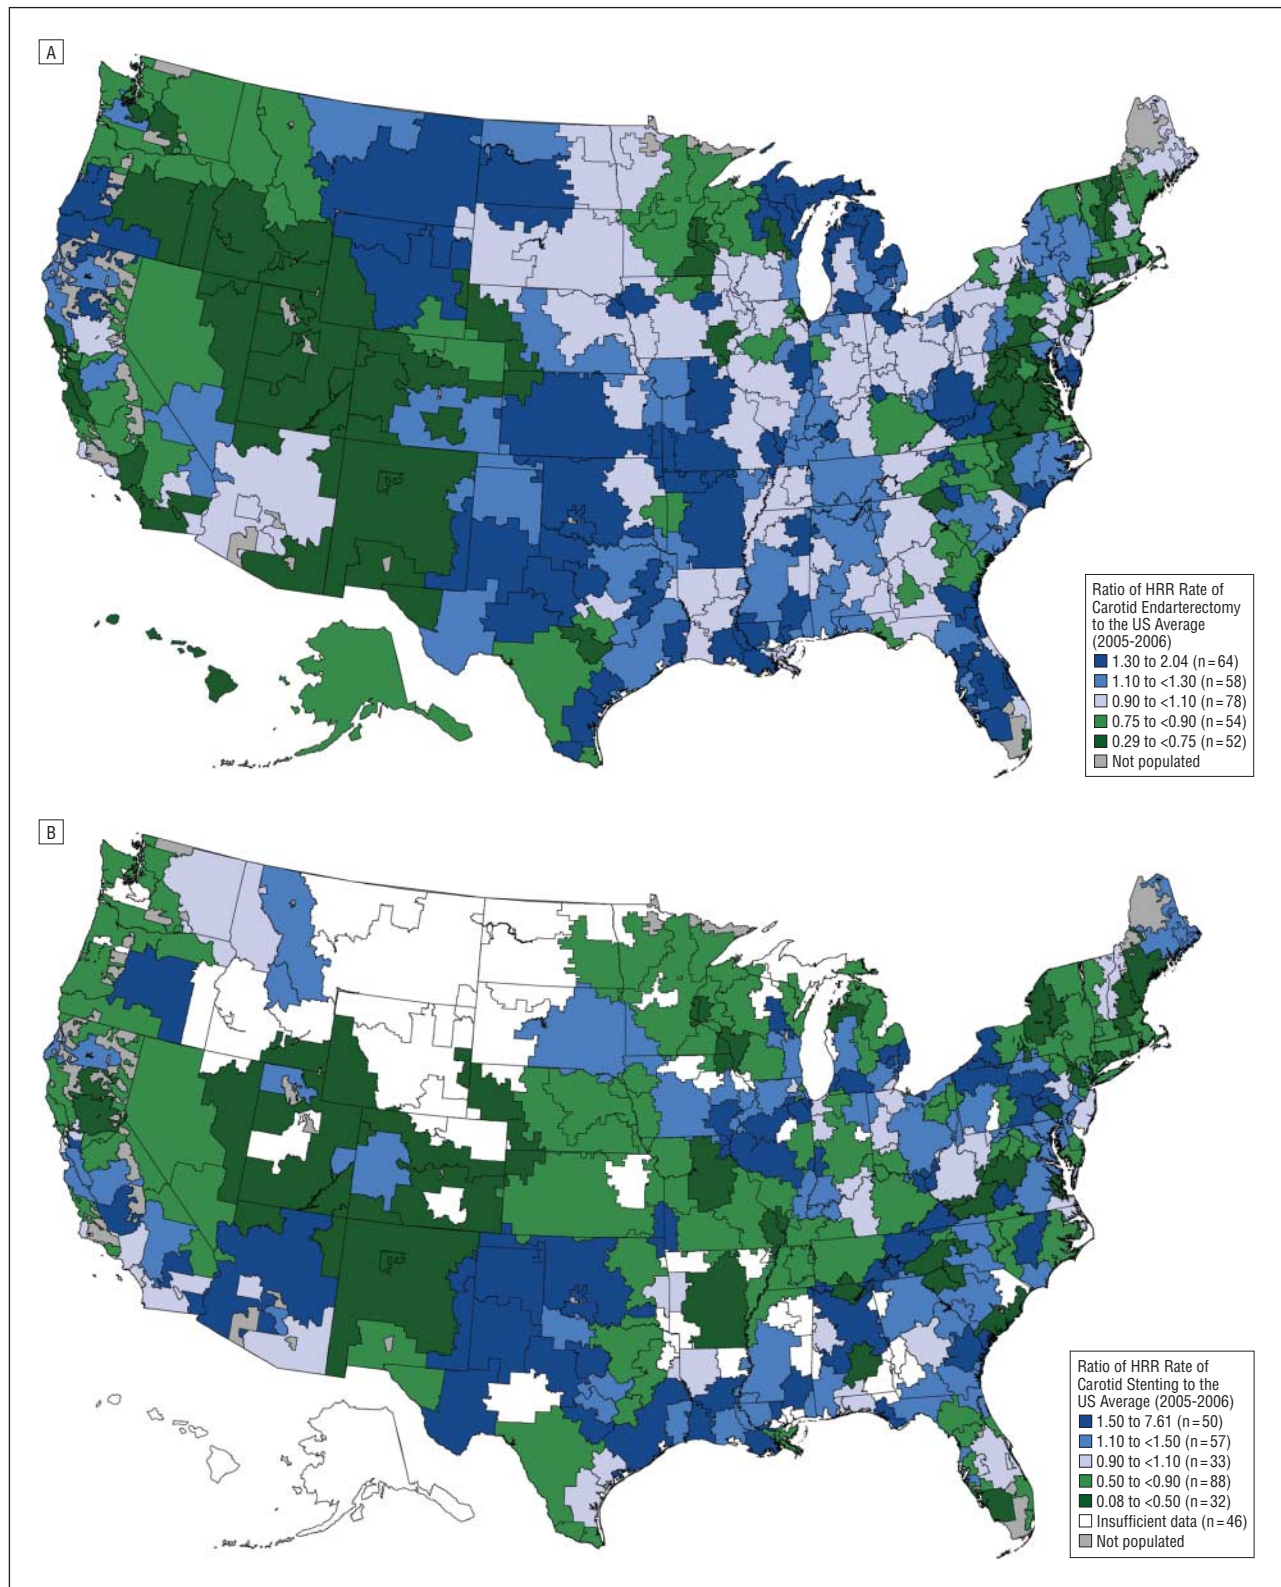 A
Ratio of HRR Rate of
Carotid Endarterectomy
to the US Average
(2005-2006)
1.30 to 2.04 (n=64)
1.10 to <1.30 (n=58)
0.90 to <1.10 (n=78)
0.75 to <0.90 (n=54)
0.29 to <0.75 (n=52)
Not populated
B
Ratio of HRR Rate of
Carotid Stenting to the
US Average (2005-2006)
1.50 to 7.61 (n=50)
1.10 to <1.50 (n=57)
0.90 to <1.10 (n=33)
0.50 to <0.90 (n=88)
0.08 to <0.50 (n=32)
Insufficient data (n=46)
Not populated